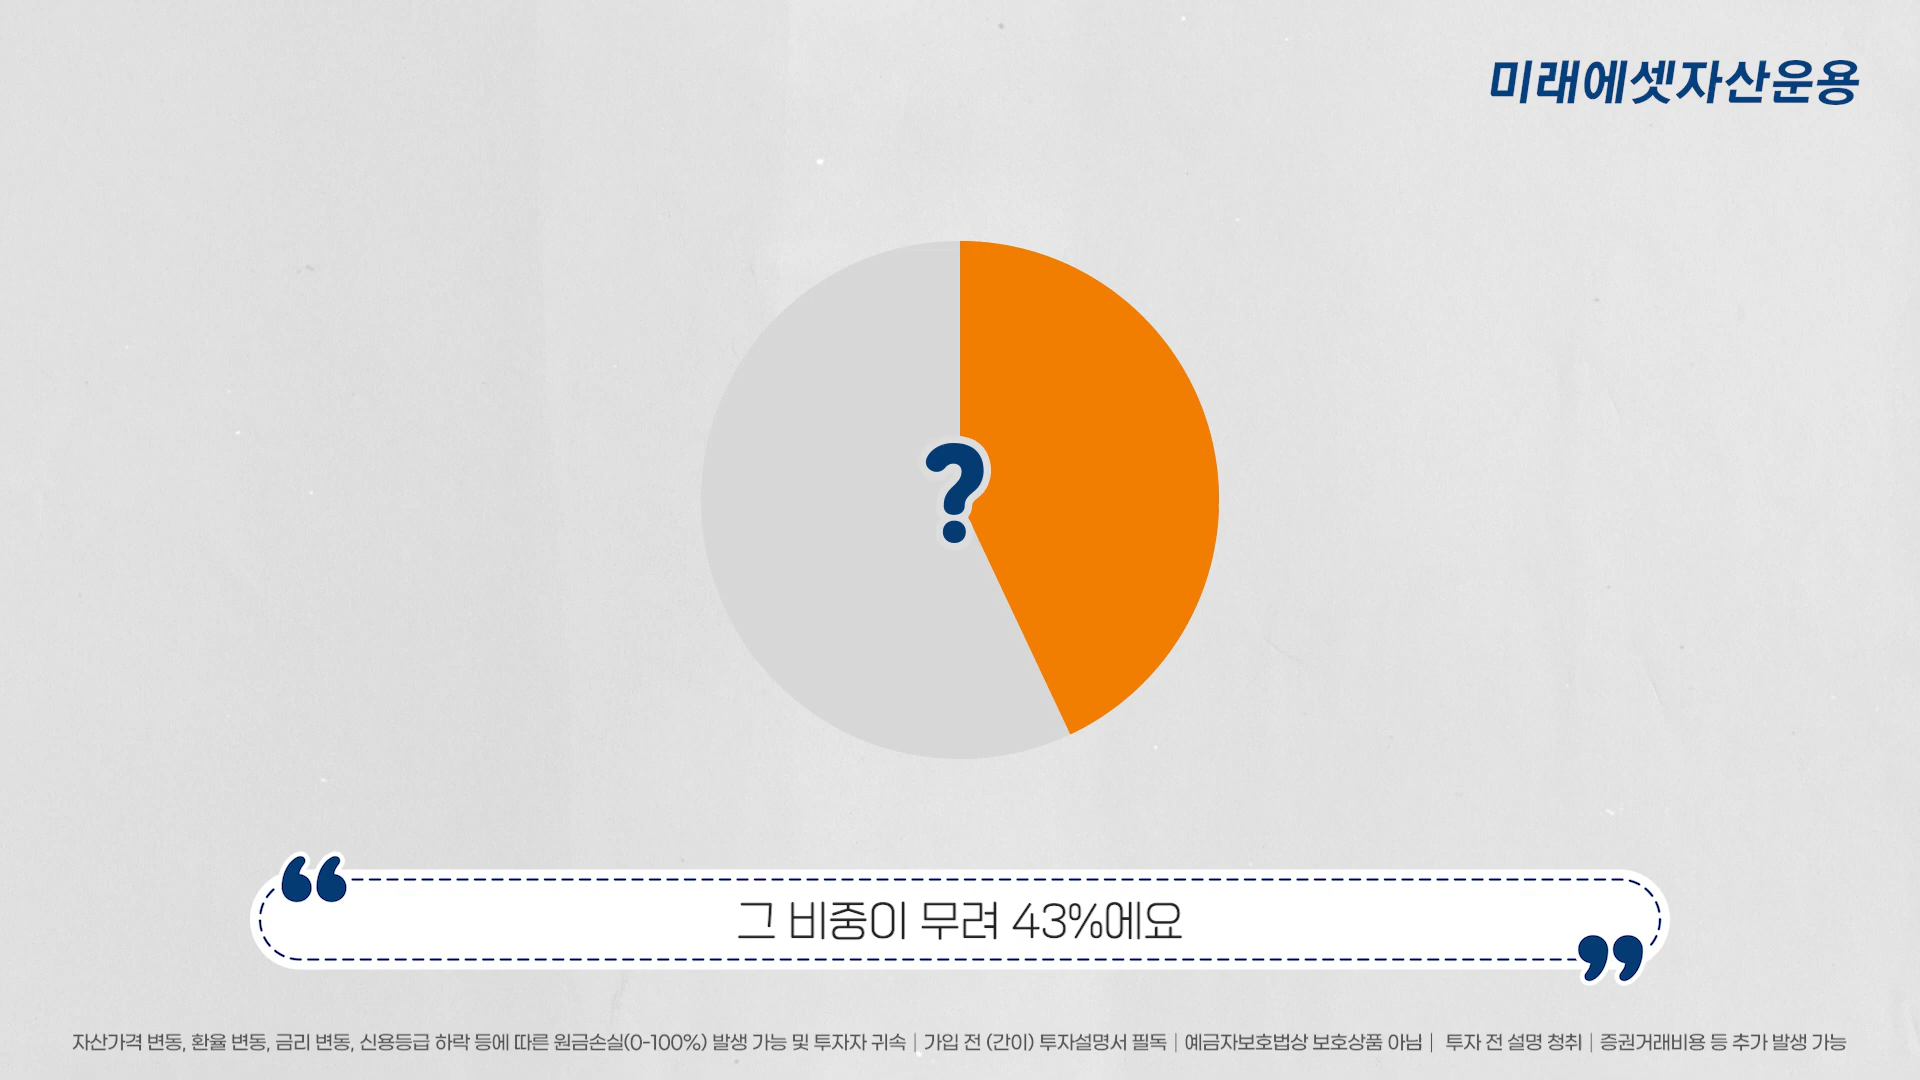 미래에셋자산운용
?
“그 비중이 무려 43%에요”
자산가격 변동, 환율 변동, 금리 변동, 신용등급 하락 등에 따른 원금손실(0-100%) 발생 가능 및 투자자 귀속 | 가입 전 (간이) 투자설명서 필독 | 예금자보호법상 보호상품 아님 | 투자 전 설명 청취 | 증권거래비용 등 추가 발생 가능